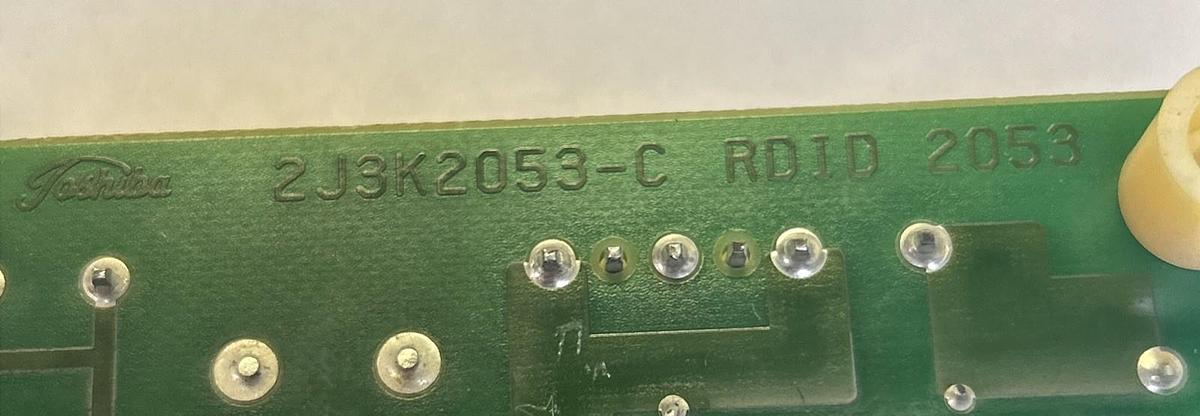 Toshiba 2J3K2053-C RDID 2053